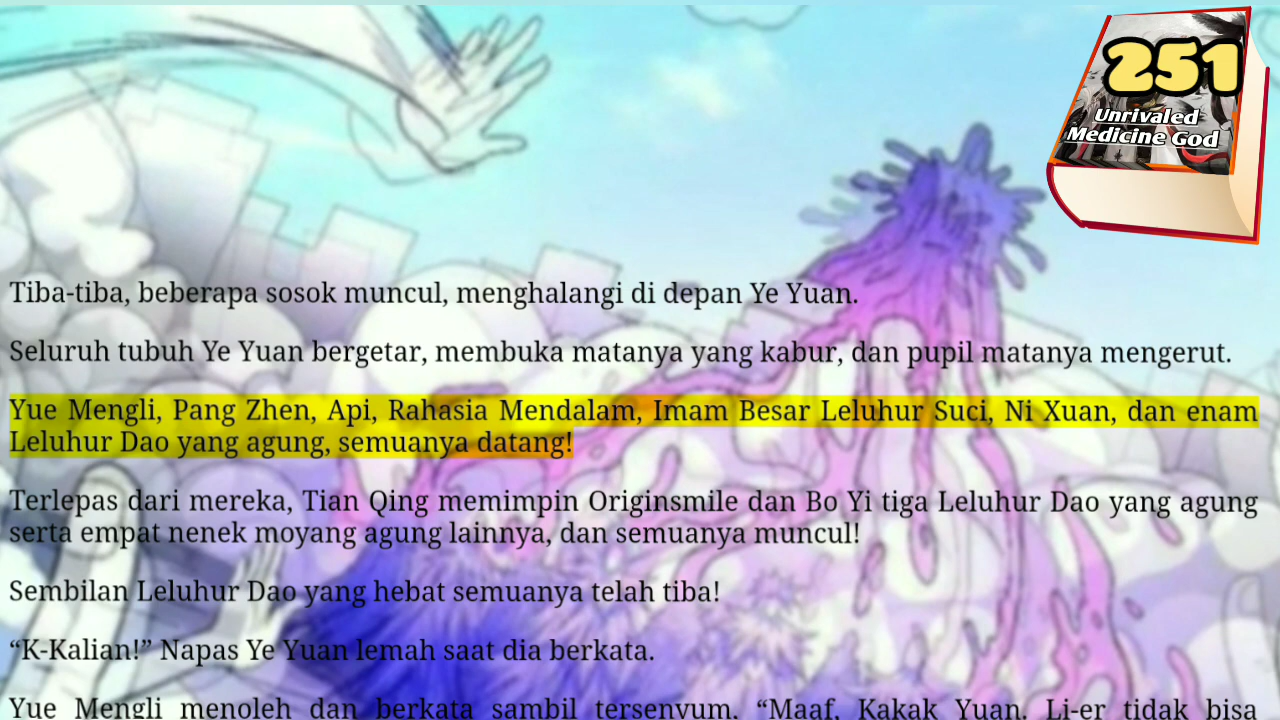 251
Unrivaled
Medicine God
Tiba-tiba, beberapa sosok muncul, menghalangi di depan Ye Yuan.
Seluruh tubuh Ye Yuan bergetar, membuka matanya yang kabur, dan pupil matanya mengerut.
Yue Mengli, Pang Zhen, Api, Rahasia Mendalam, Imam Besar Leluhur Suci, Ni Xuan, dan enam
Leluhur Dao yang agung, semuanya datang!
Terlepas dari mereka, Tian Qing memimpin Originsmile dan Bo Yi tiga Leluhur Dao yang agung
serta empat nenek moyang agung lainnya, dan semuanya muncul!
Sembilan Leluhur Dao yang hebat semuanya telah tiba!
“K-Kalian!” Napas Ye Yuan lemah saat dia berkata.
Yue Mengli menoleh dan berkata sambil tersenyum, “Maaf, Kakak Yuan. Li-er tidak bisa